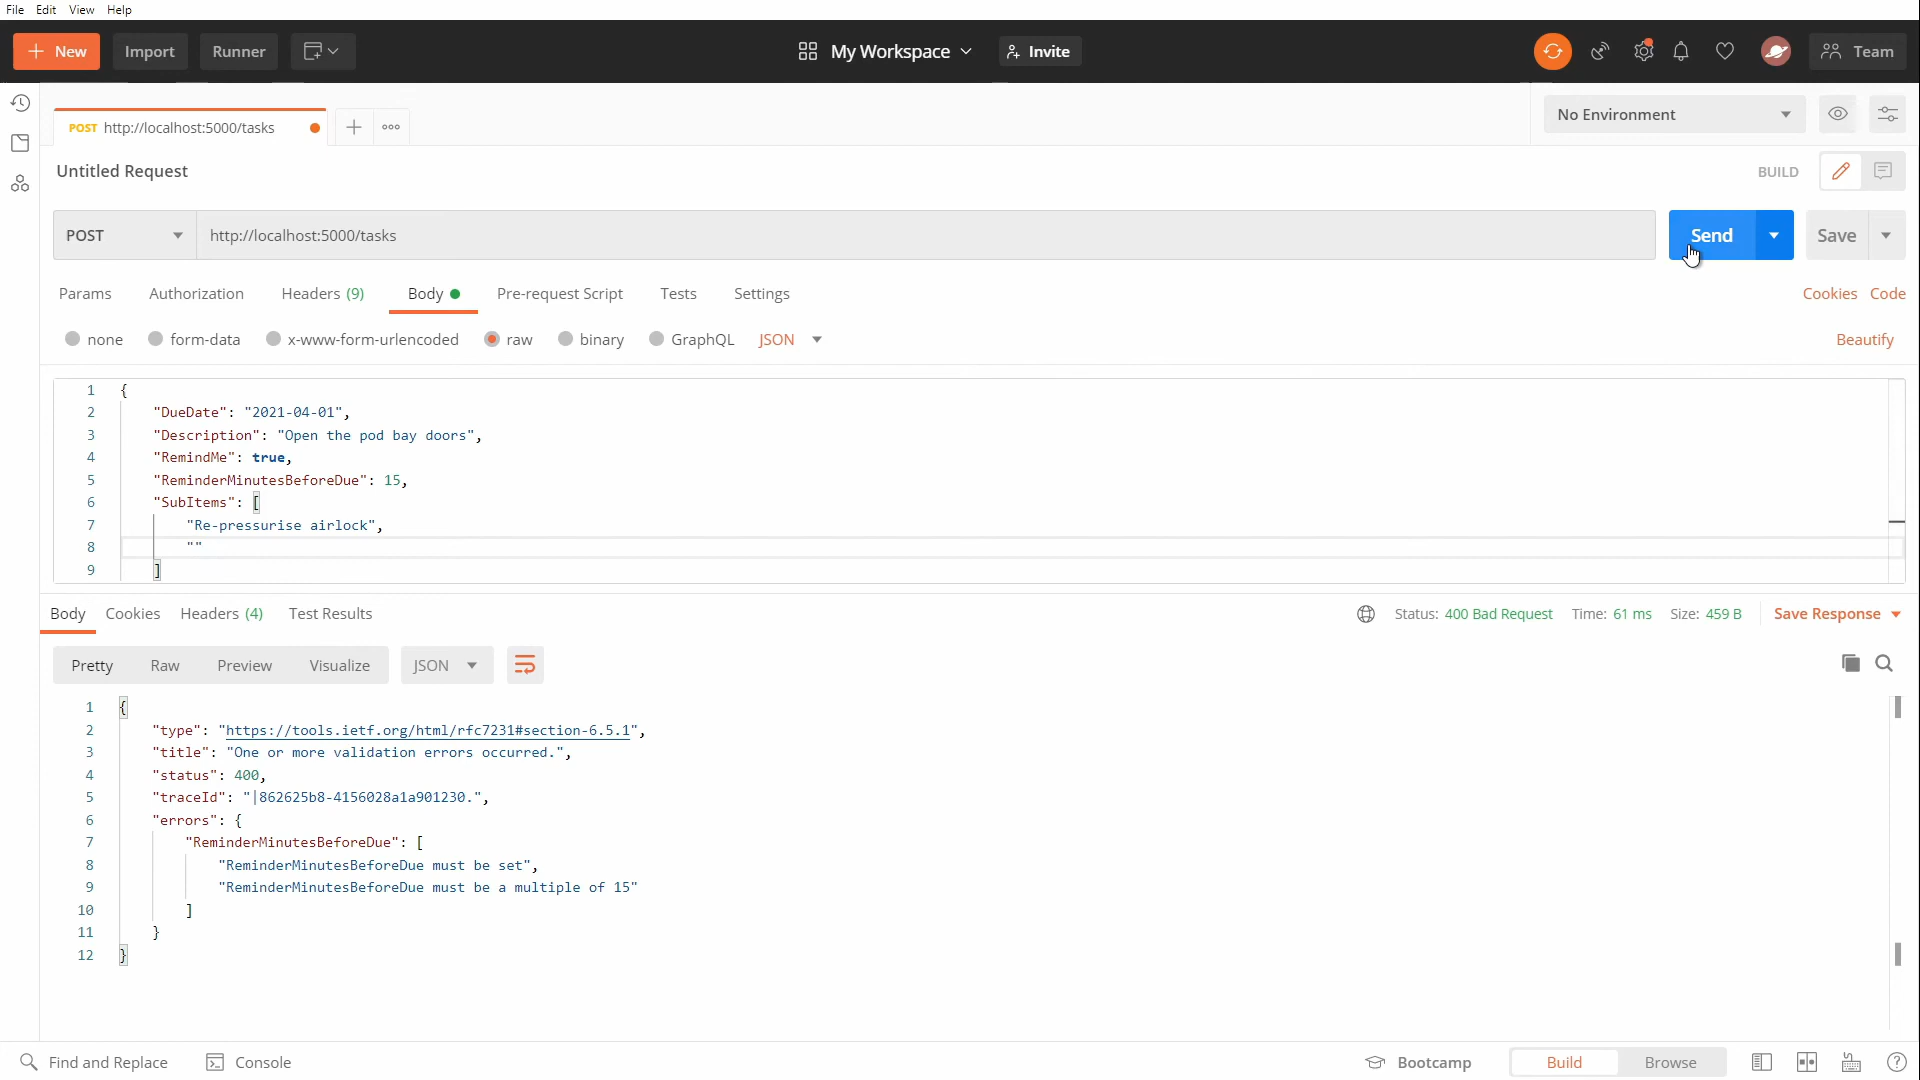 File Edit View Help
New Import Runner My Workspace Invite Team
POST http://localhost:5000/tasks No Environment
Untitled Request BUILD
POST http://localhost:5000/tasks Send Save
Params Authorization Headers (9) Body Pre-request Script Tests Settings Cookies Code
none form-data x-www-form-urlencoded raw binary GraphQL JSON Beautify
1 {
2 "DueDate": "2021-04-01",
3 "Description": "Open the pod bay doors",
4 "RemindMe": true,
5 "ReminderMinutesBeforeDue": 15,
6 "SubItems": [
7 "Re-pressurise airlock",
8 ""
9 ]
Body Cookies Headers (4) Test Results Status: 400 Bad Request Time: 61 ms Size: 459 B Save Response
Pretty Raw Preview Visualize JSON
1 {
2 "type": "https://tools.ietf.org/html/rfc7231#section-6.5.1",
3 "title": "One or more validation errors occurred.",
4 "status": 400,
5 "traceId": "|862625b8-4156028a1a901230.",
6 "errors": {
7 "ReminderMinutesBeforeDue": [
8 "ReminderMinutesBeforeDue must be set",
9 "ReminderMinutesBeforeDue must be a multiple of 15"
10 ]
11 }
12 }
Find and Replace Console Bootcamp Build Browse